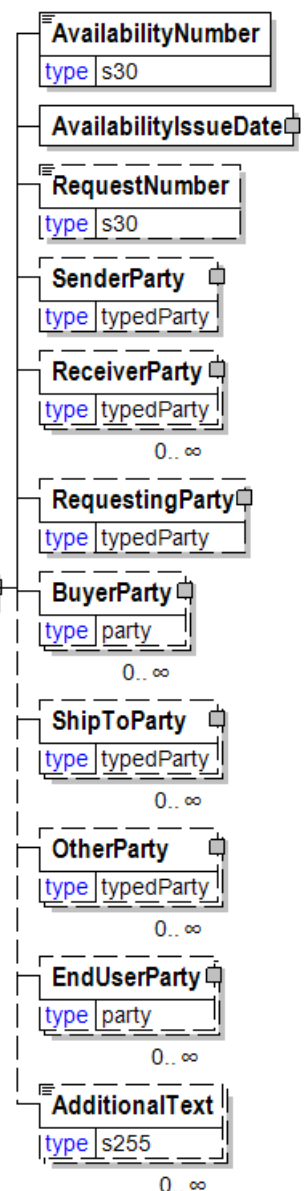 AvailabilityNumber
type s30
AvailabilityIssueDate
RequestNumber
type s30
SenderParty
type typedParty
ReceiverParty
type typedParty
0.. ∞
RequestingParty
type typedParty
BuyerParty
type party
0.. ∞
ShipToParty
type typedParty
0.. ∞
OtherParty
type typedParty
0.. ∞
EndUserParty
type party
0.. ∞
AdditionalText
type s255
0.. ∞